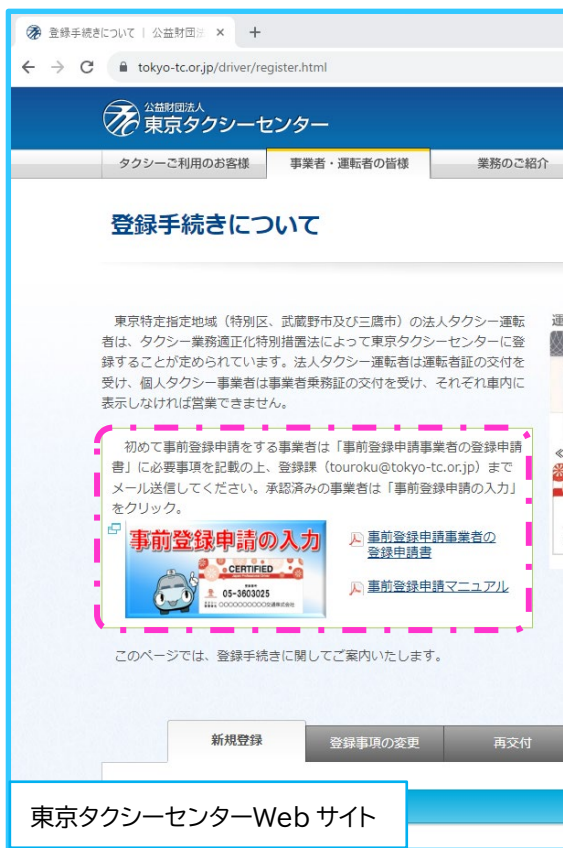 登録手続きについて | 公益財団
tokyo-tc.or.jp/driver/register.html
公益財団法人
東京タクシーセンター
タクシーご利用のお客様 事業者・運転者の皆様 業務のご紹介
登録手続きについて
東京特定指定地域（特別区、武蔵野市及び三鷹市）の法人タクシー運転
者は、タクシー業務適正化特別措置法によって東京タクシーセンターに登
録することが定められています。法人タクシー運転者は運転者証の交付を
受け、個人タクシー事業者は事業者乗務証の交付を受け、それぞれ車内に
表示しなければ営業できません。
初めて事前登録申請をする事業者は「事前登録申請事業者の登録申請
書」に必要事項を記載の上、登録課（touroku@tokyo-tc.or.jp）まで
メール送信してください。承認済みの事業者は「事前登録申請の入力」
をクリック。
事前登録申請の入力
CERTIFIED
05-3603025
事前登録申請事業者の
登録申請書
事前登録申請マニュアル
このページでは、登録手続きに関してご案内いたします。
新規登録 登録事項の変更 再交付
東京タクシーセンターWeb サイト